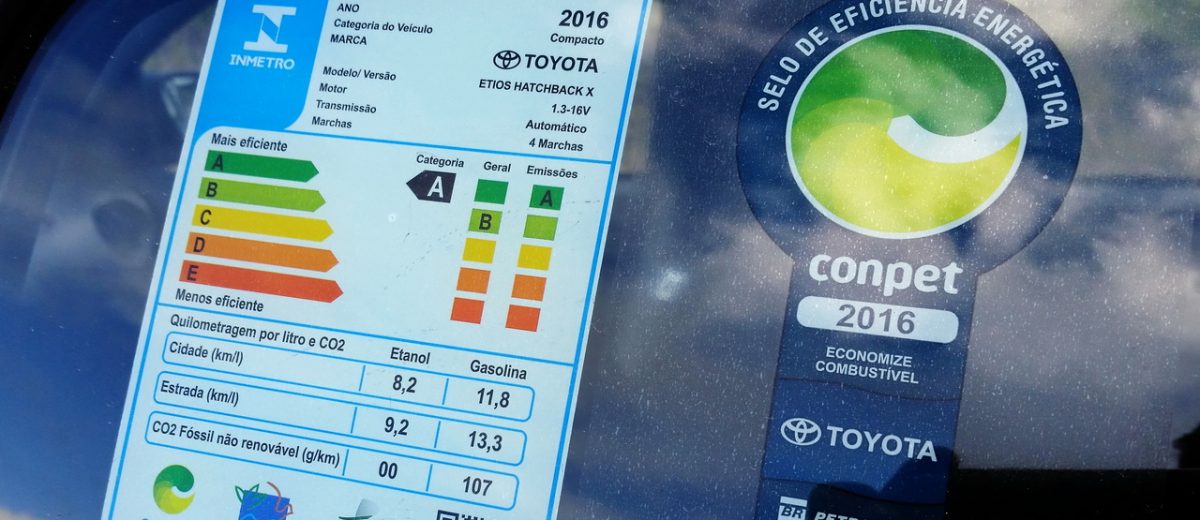 INMETRO
ANO 2016
Categoria do Veículo Compacto
MARCA TOYOTA
Modelo/ Versão ETIOS HATCHBACK X
Motor 1.3-16V
Transmissão Automático
Marchas 4 Marchas
Mais eficiente
Categoria Geral Emissões
A
B
C
D
E
A
B
A
Menos eficiente
Quilometragem por litro e CO2 Etanol Gasolina
Cidade (km/l) 8,2 11,8
Estrada (km/l) 9,2 13,3
CO2 Fóssil não renovável (g/km) 00 107
SELO DE EFICIÊNCIA ENERGÉTICA
conpet
2016
ECONOMIZE
COMBUSTÍVEL
TOYOTA
BR